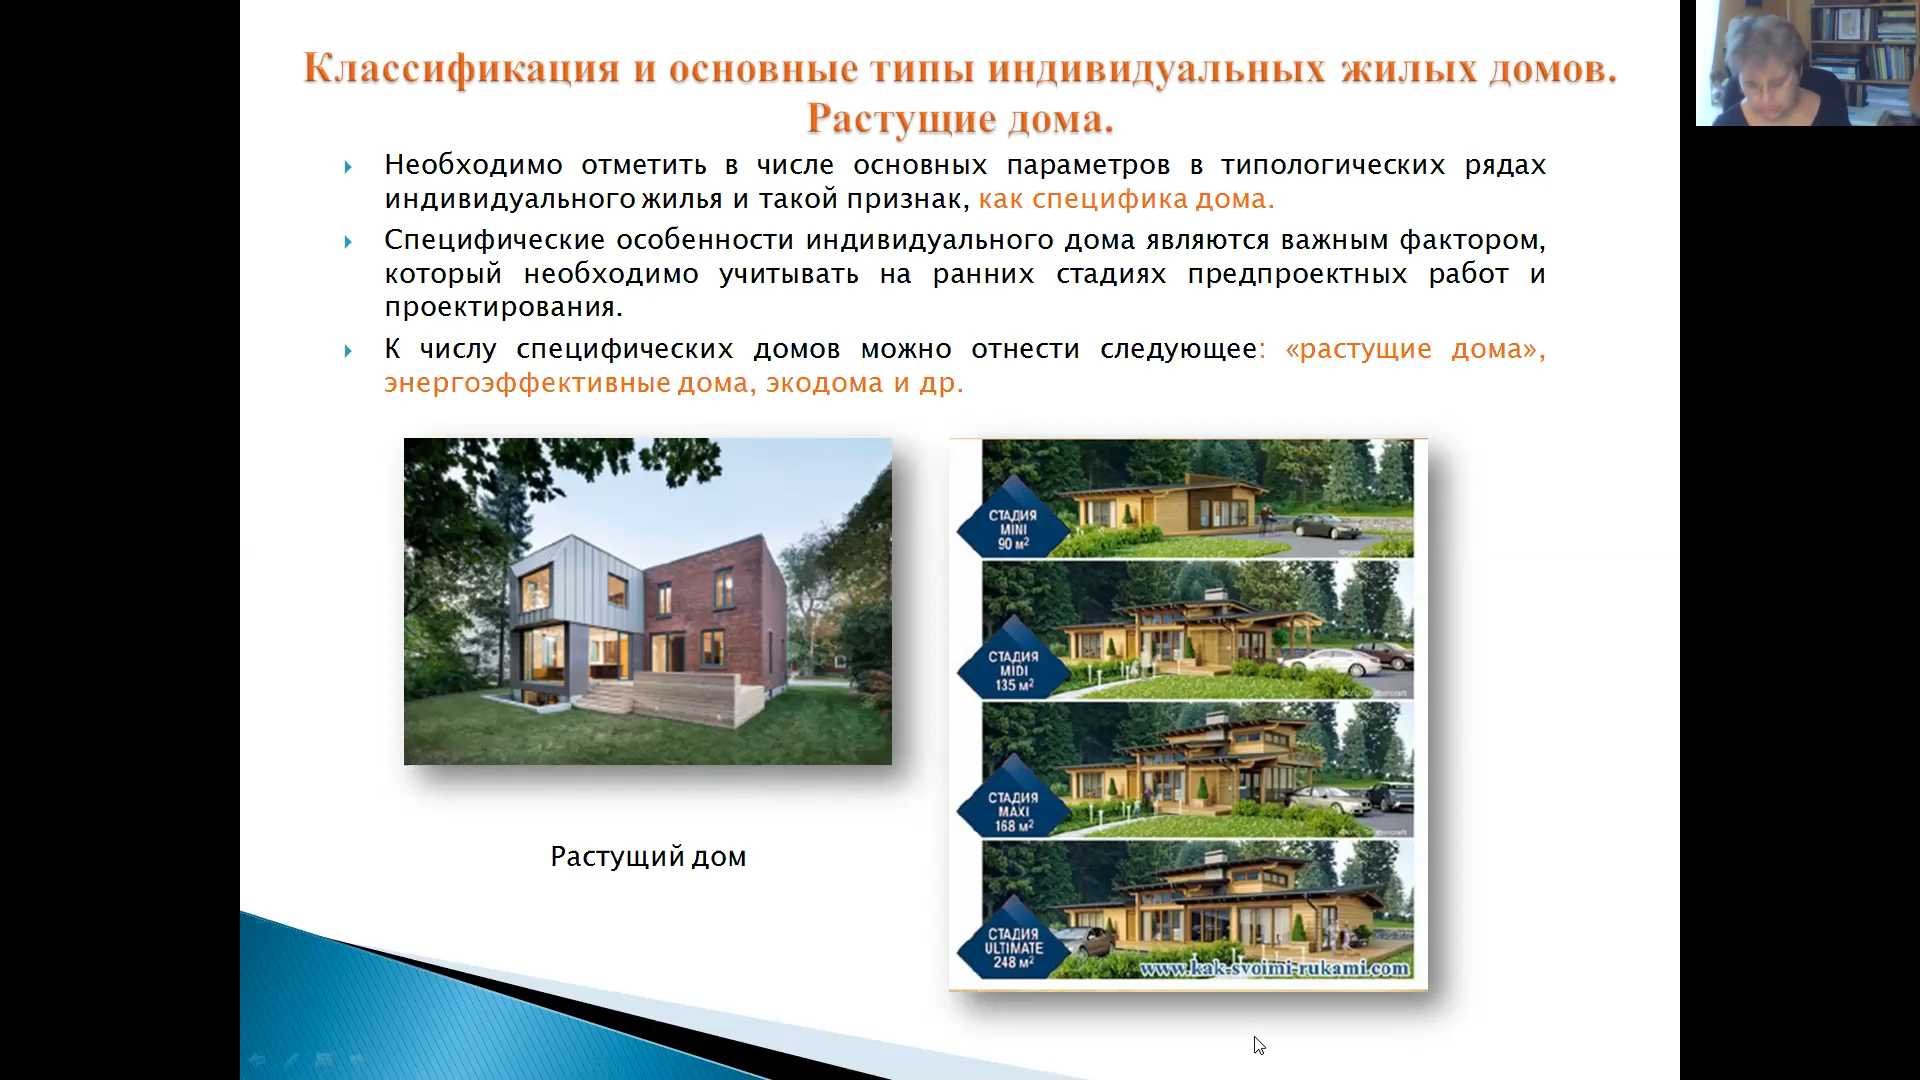 Классификация и основные типы индивидуальных жилых домов.
Растущие дома.
Необходимо отметить в числе основных параметров в типологических рядах
индивидуального жилья и такой признак, как специфика дома.
Специфические особенности индивидуального дома являются важным фактором,
который необходимо учитывать на ранних стадиях предпроектных работ и
проектирования.
К числу специфических домов можно отнести следующее: «растущие дома»,
энергоэффективные дома, экодома и др.
Растущий дом
СТАДИЯ
MINI
90 м²
СТАДИЯ
MIDI
135 м²
СТАДИЯ
MAXI
168 м²
СТАДИЯ
ULTIMATE
248 м²
www.kak-svoimi-rukami.com